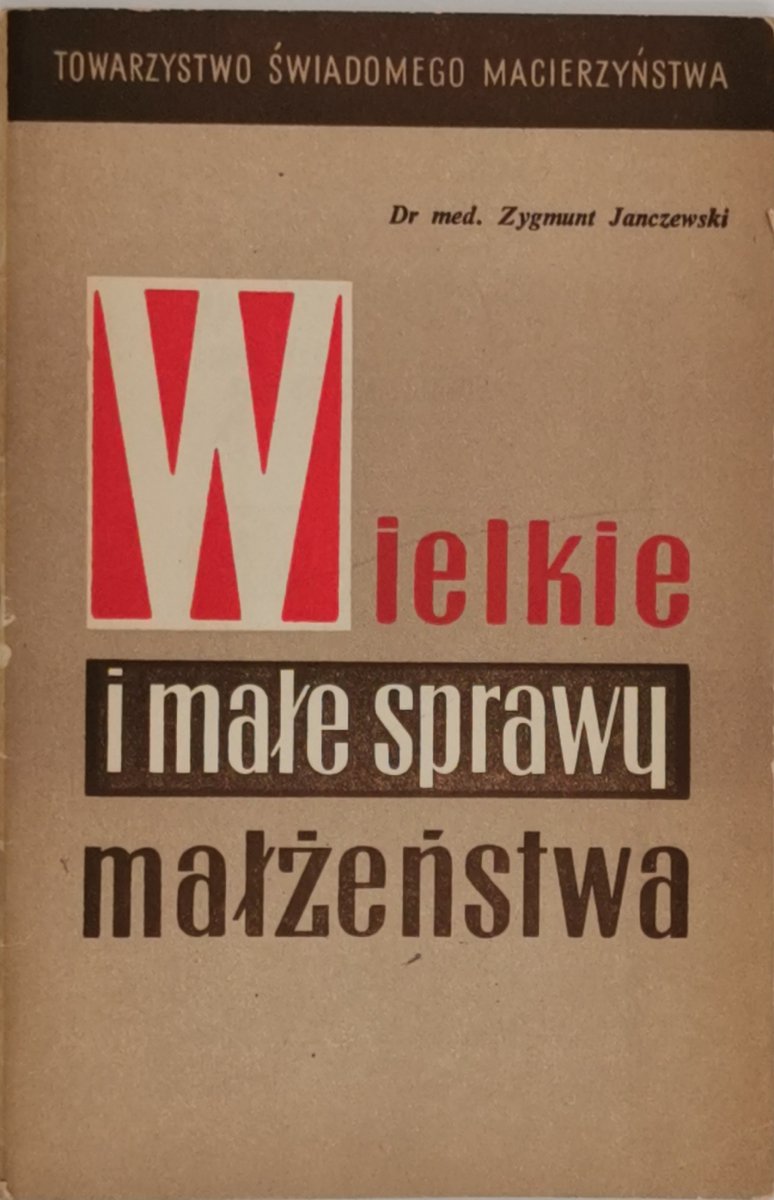 TOWARZYSTWO ŚWIADOMEGO MACIERZYŃSTWA
Dr med. Zygmunt Janczewski
Wielkie
i małe sprawy
małżeństwa